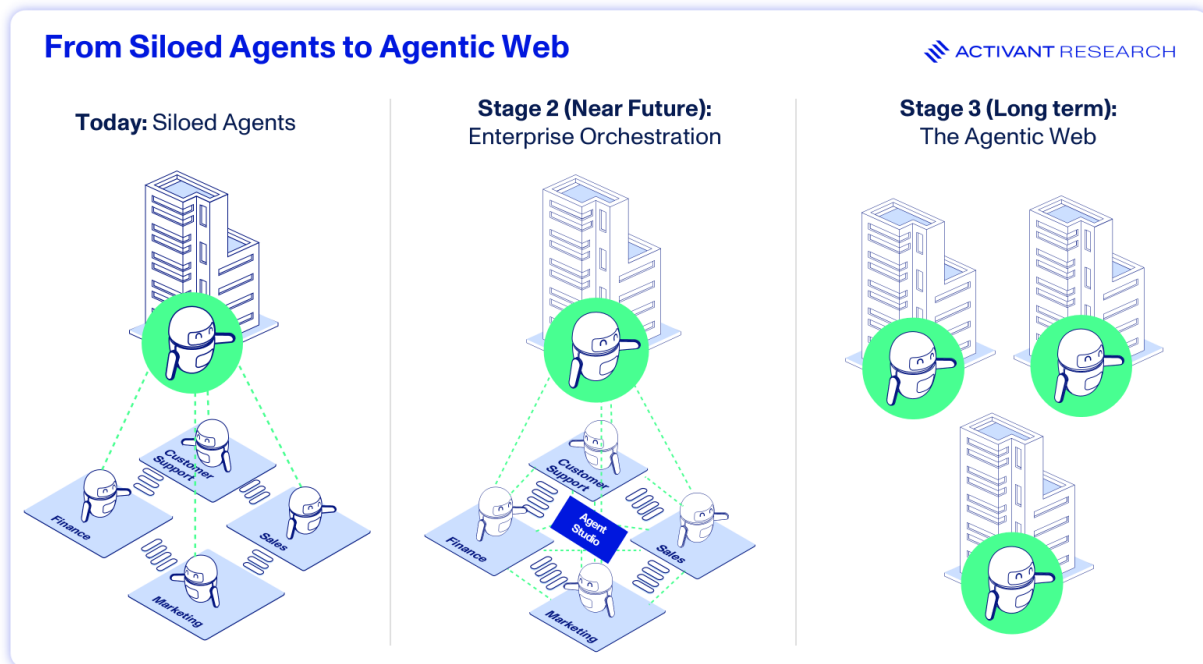 From Siloed Agents to Agentic Web
ACTIVANT RESEARCH
Today: Siloed Agents
Customer
Support
Finance
Sales
Marketing
Stage 2 (Near Future):
Enterprise Orchestration
Customer
Support
Agent
Studio
Finance
Sales
Marketing
Stage 3 (Long term):
The Agentic Web